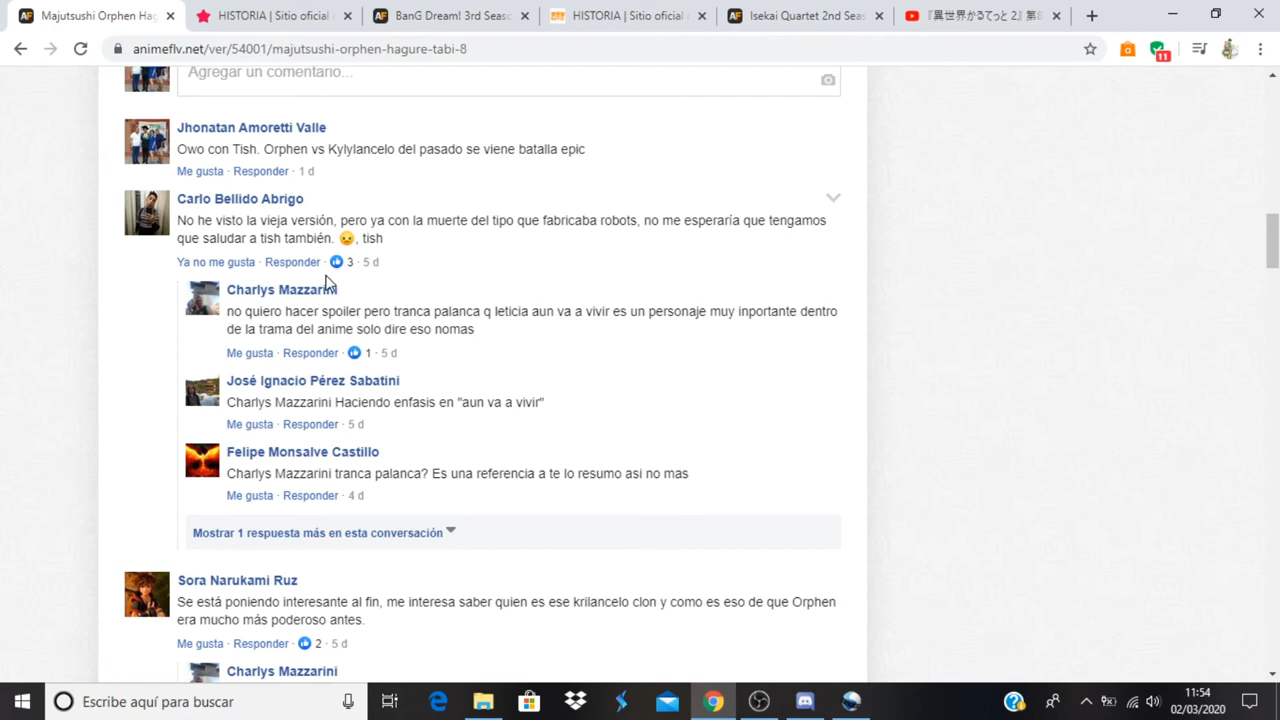 Majutsushi Orphen Hag
HISTORIA | Sitio oficial
BanG Dream! 3rd Seaso
HISTORIA | Sitio oficial
Isekai Quartet 2nd Sea
『異世界かるてっと２』第8
animeflv.net/ver/54001/majutsushi-orphen-hagure-tabi-8
11
Agregar un comentario...
Jhonatan Amoretti Valle
Owo con Tish. Orphen vs Kylylancelo del pasado se viene batalla epic
Me gusta · Responder · 1 d
Carlo Bellido Abrigo
No he visto la vieja versión, pero ya con la muerte del tipo que fabricaba robots, no me esperaría que tengamos
que saludar a tish también. 😟, tish
Ya no me gusta · Responder · 3 · 5 d
Charlys Mazzarini
no quiero hacer spoiler pero tranca palanca q leticia aun va a vivir es un personaje muy inportante dentro
de la trama del anime solo dire eso nomas
Me gusta · Responder · 1 · 5 d
José Ignacio Pérez Sabatini
Charlys Mazzarini Haciendo enfasis en "aun va a vivir"
Me gusta · Responder · 5 d
Felipe Monsalve Castillo
Charlys Mazzarini tranca palanca? Es una referencia a te lo resumo asi no mas
Me gusta · Responder · 4 d
Mostrar 1 respuesta más en esta conversación
Sora Narukami Ruz
Se está poniendo interesante al fin, me interesa saber quien es ese krilancelo clon y como es eso de que Orphen
era mucho más poderoso antes.
Me gusta · Responder · 2 · 5 d
Charlys Mazzarini
Escribe aquí para buscar
11:54
02/03/2020